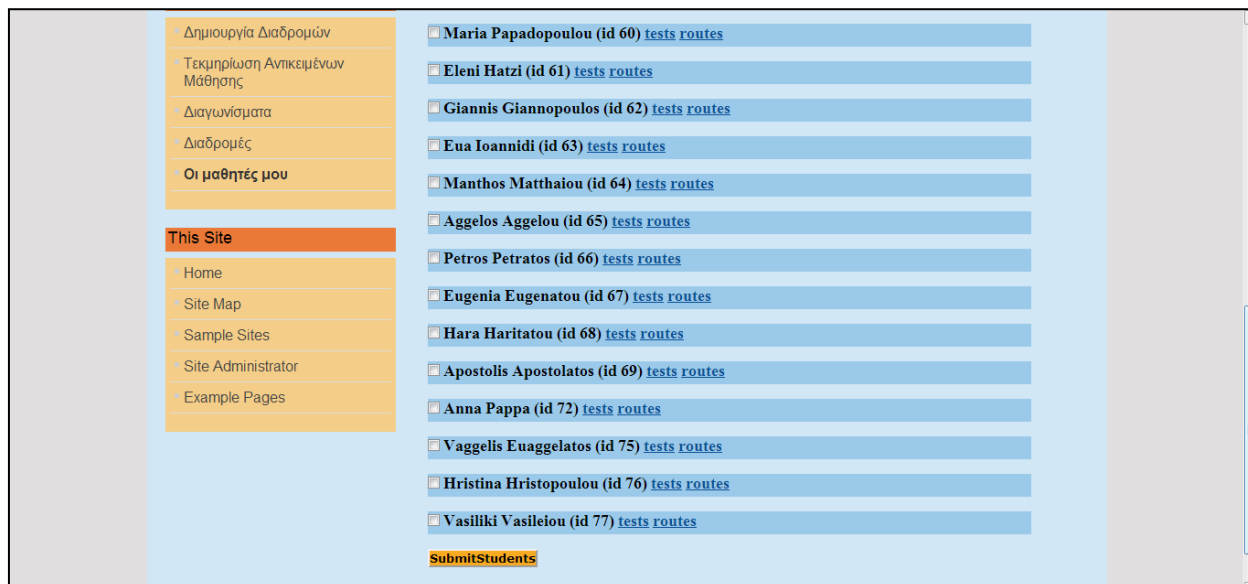 Δημιουργία Διαδρομών
Τεκμηρίωση Αντικειμένων
Μάθησης
Διαγωνίσματα
Διαδρομές
Οι μαθητές μου
This Site
Home
Site Map
Sample Sites
Site Administrator
Example Pages
Maria Papadopoulou (id 60) tests routes
Eleni Hatzi (id 61) tests routes
Giannis Giannopoulos (id 62) tests routes
Eua Ioannidi (id 63) tests routes
Manthos Matthaiou (id 64) tests routes
Aggelos Aggelou (id 65) tests routes
Petros Petratos (id 66) tests routes
Eugenia Eugenatou (id 67) tests routes
Hara Haritatou (id 68) tests routes
Apostolis Apostolatos (id 69) tests routes
Anna Pappa (id 72) tests routes
Vaggelis Euaggelatos (id 75) tests routes
Hristina Hristopoulou (id 76) tests routes
Vasiliki Vasileiou (id 77) tests routes
SubmitStudents